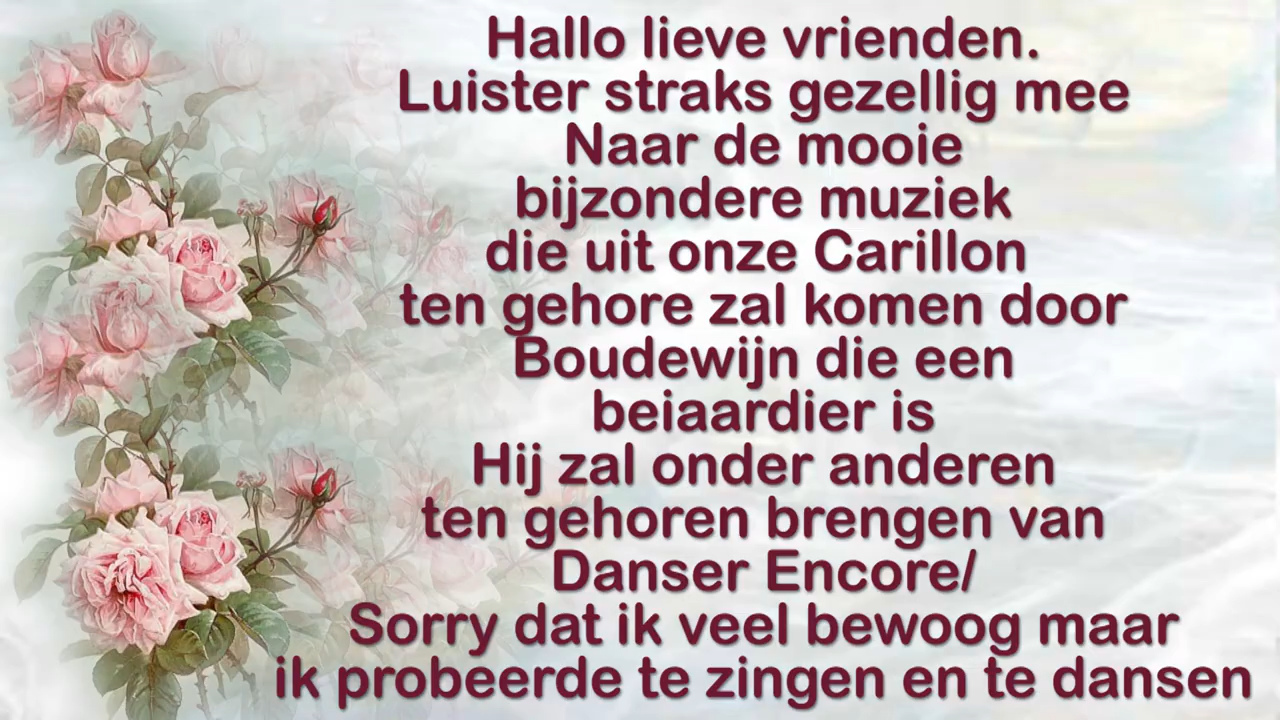 Hallo lieve vrienden.
Luister straks gezellig mee
Naar de mooie
bijzondere muziek
die uit onze Carillon
ten gehore zal komen door
Boudewijn die een
beiaardier is
Hij zal onder anderen
ten gehoren brengen van
Danser Encore/
Sorry dat ik veel bewoog maar
ik probeerde te zingen en te dansen